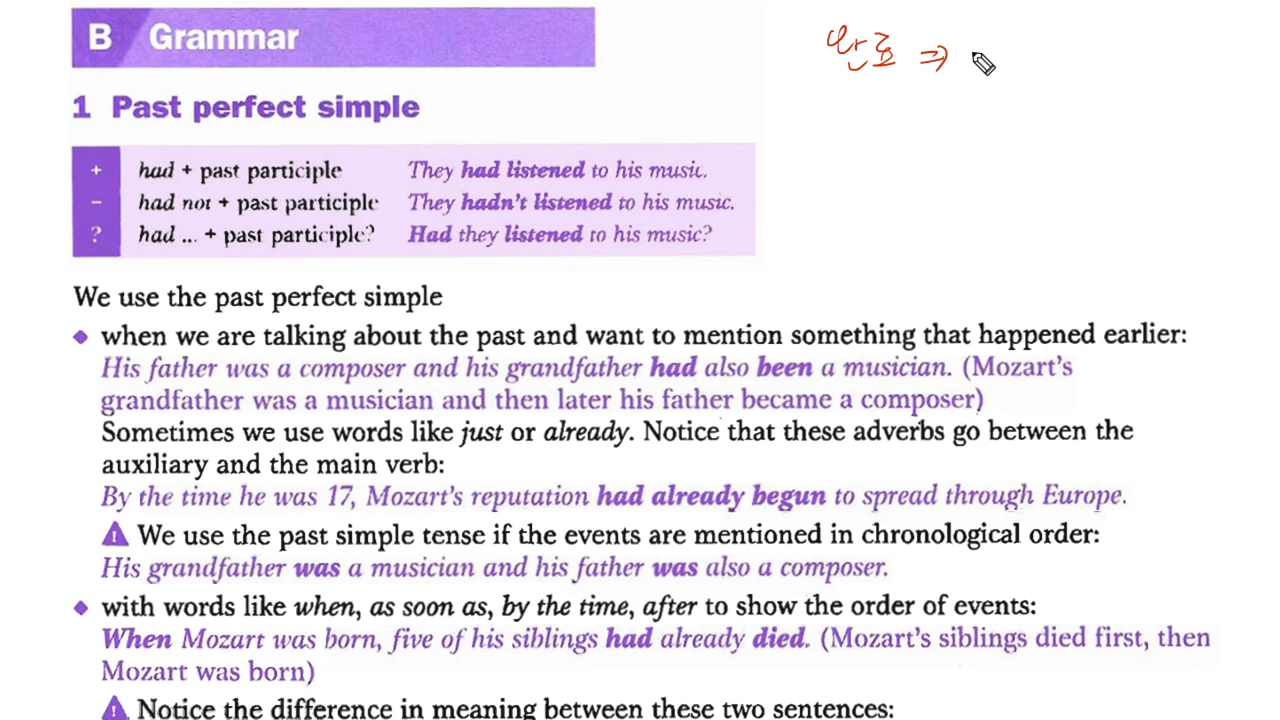 B Grammar
완료 ⇒
1 Past perfect simple
+ had + past participle They had listened to his music.
− had not + past participle They hadn't listened to his music.
? had ... + past participle? Had they listened to his music?
We use the past perfect simple
◆ when we are talking about the past and want to mention something that happened earlier:
His father was a composer and his grandfather had also been a musician. (Mozart's
grandfather was a musician and then later his father became a composer)
Sometimes we use words like just or already. Notice that these adverbs go between the
auxiliary and the main verb:
By the time he was 17, Mozart's reputation had already begun to spread through Europe.
! We use the past simple tense if the events are mentioned in chronological order:
His grandfather was a musician and his father was also a composer.
◆ with words like when, as soon as, by the time, after to show the order of events:
When Mozart was born, five of his siblings had already died. (Mozart's siblings died first, then
Mozart was born)
! Notice the difference in meaning between these two sentences: